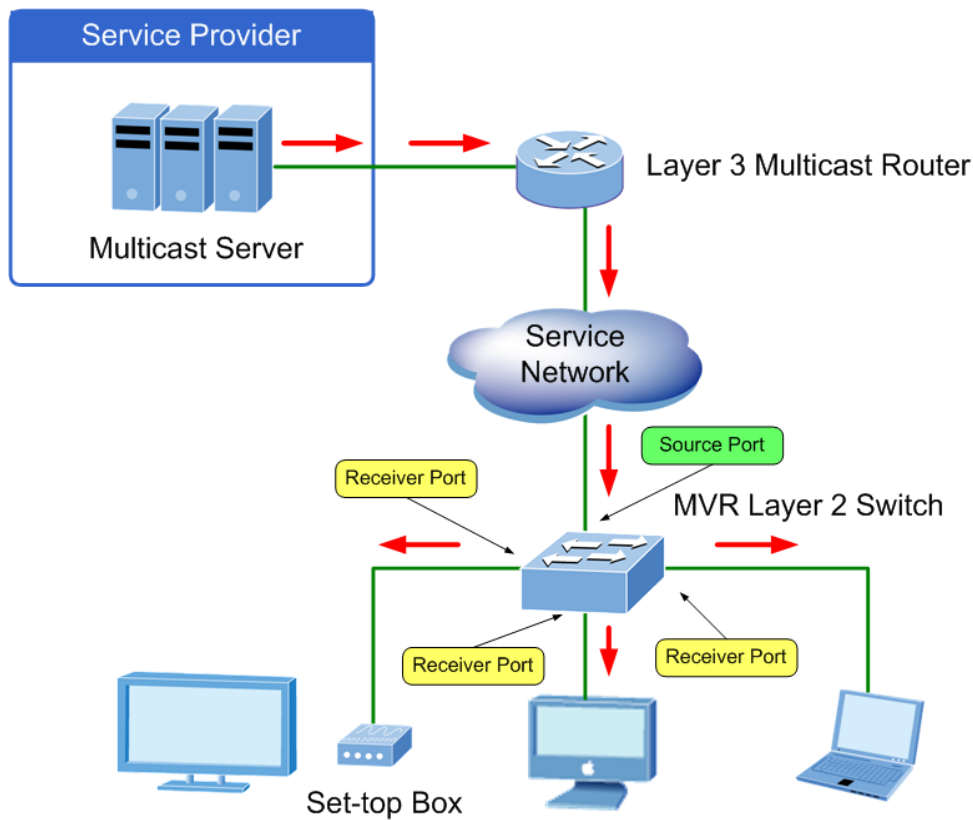 Service Provider
Multicast Server
Layer 3 Multicast Router
Service
Network
Source Port
Receiver Port
MVR Layer 2 Switch
Receiver Port
Receiver Port
Set-top Box